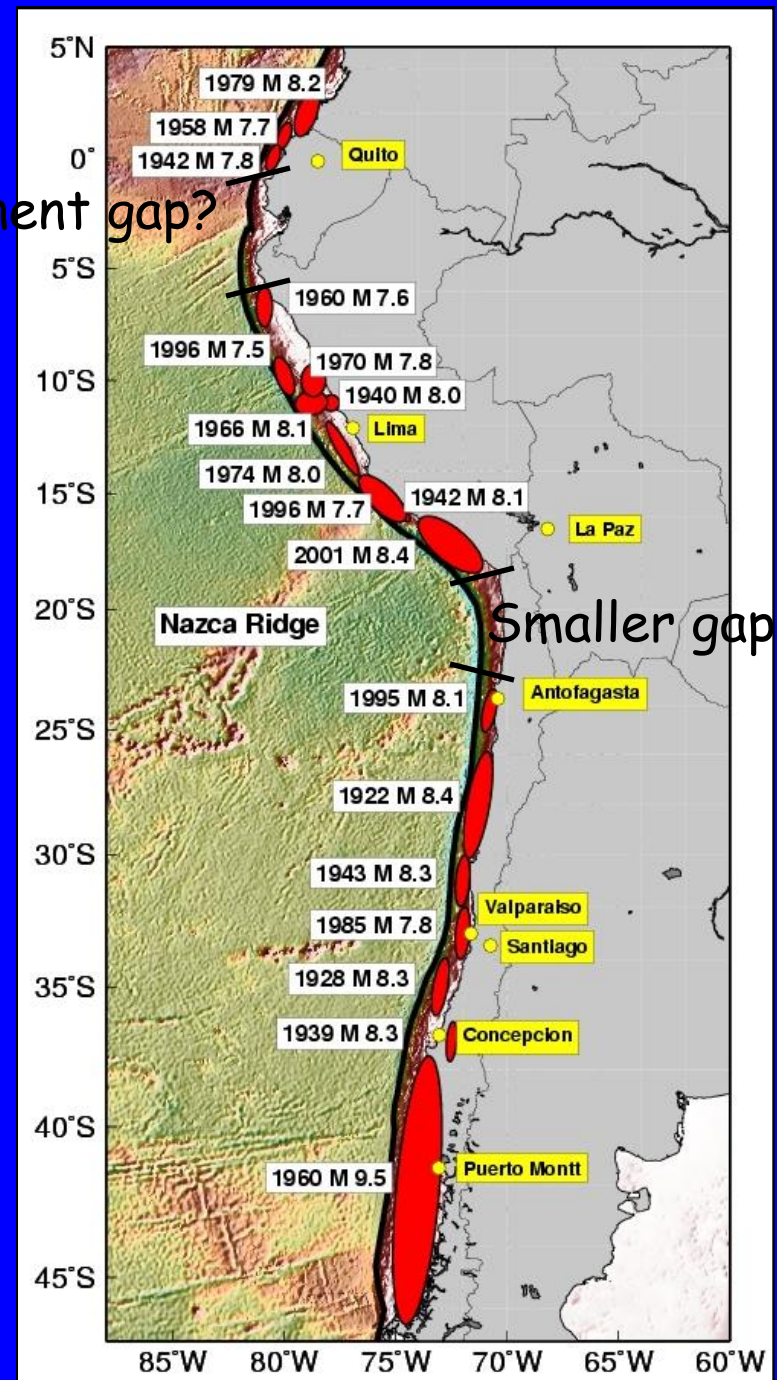 5°N
1979 M 8.2
1958 M 7.7
0°
1942 M 7.8
Quito
gap?
5°S
1960 M 7.6
1996 M 7.5
1970 M 7.8
10°S
1940 M 8.0
1966 M 8.1
Lima
1974 M 8.0
15°S
1942 M 8.1
1996 M 7.7
La Paz
2001 M 8.4
20°S
Nazca Ridge
Smaller gap
1995 M 8.1
Antofagasta
25°S
1922 M 8.4
30°S
1943 M 8.3
Valparaiso
1985 M 7.8
Santiago
35°S
1928 M 8.3
1939 M 8.3
Concepcion
40°S
1960 M 9.5
Puerto Montt
45°S
85°W 80°W 75°W 70°W 65°W 60°W